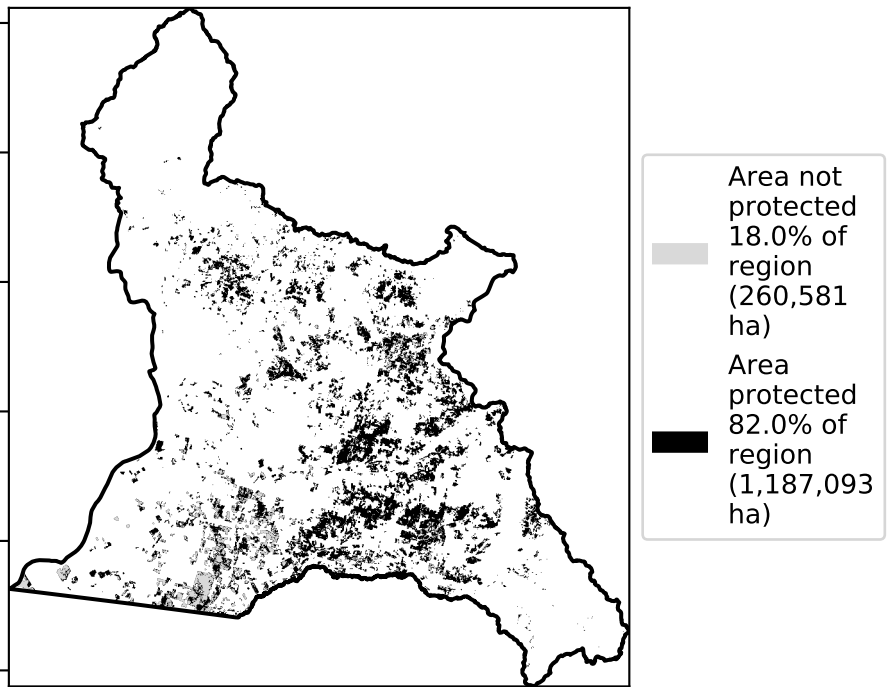 Area not
protected
18.0% of
region
(260,581
ha)
Area
protected
82.0% of
region
(1,187,093
ha)